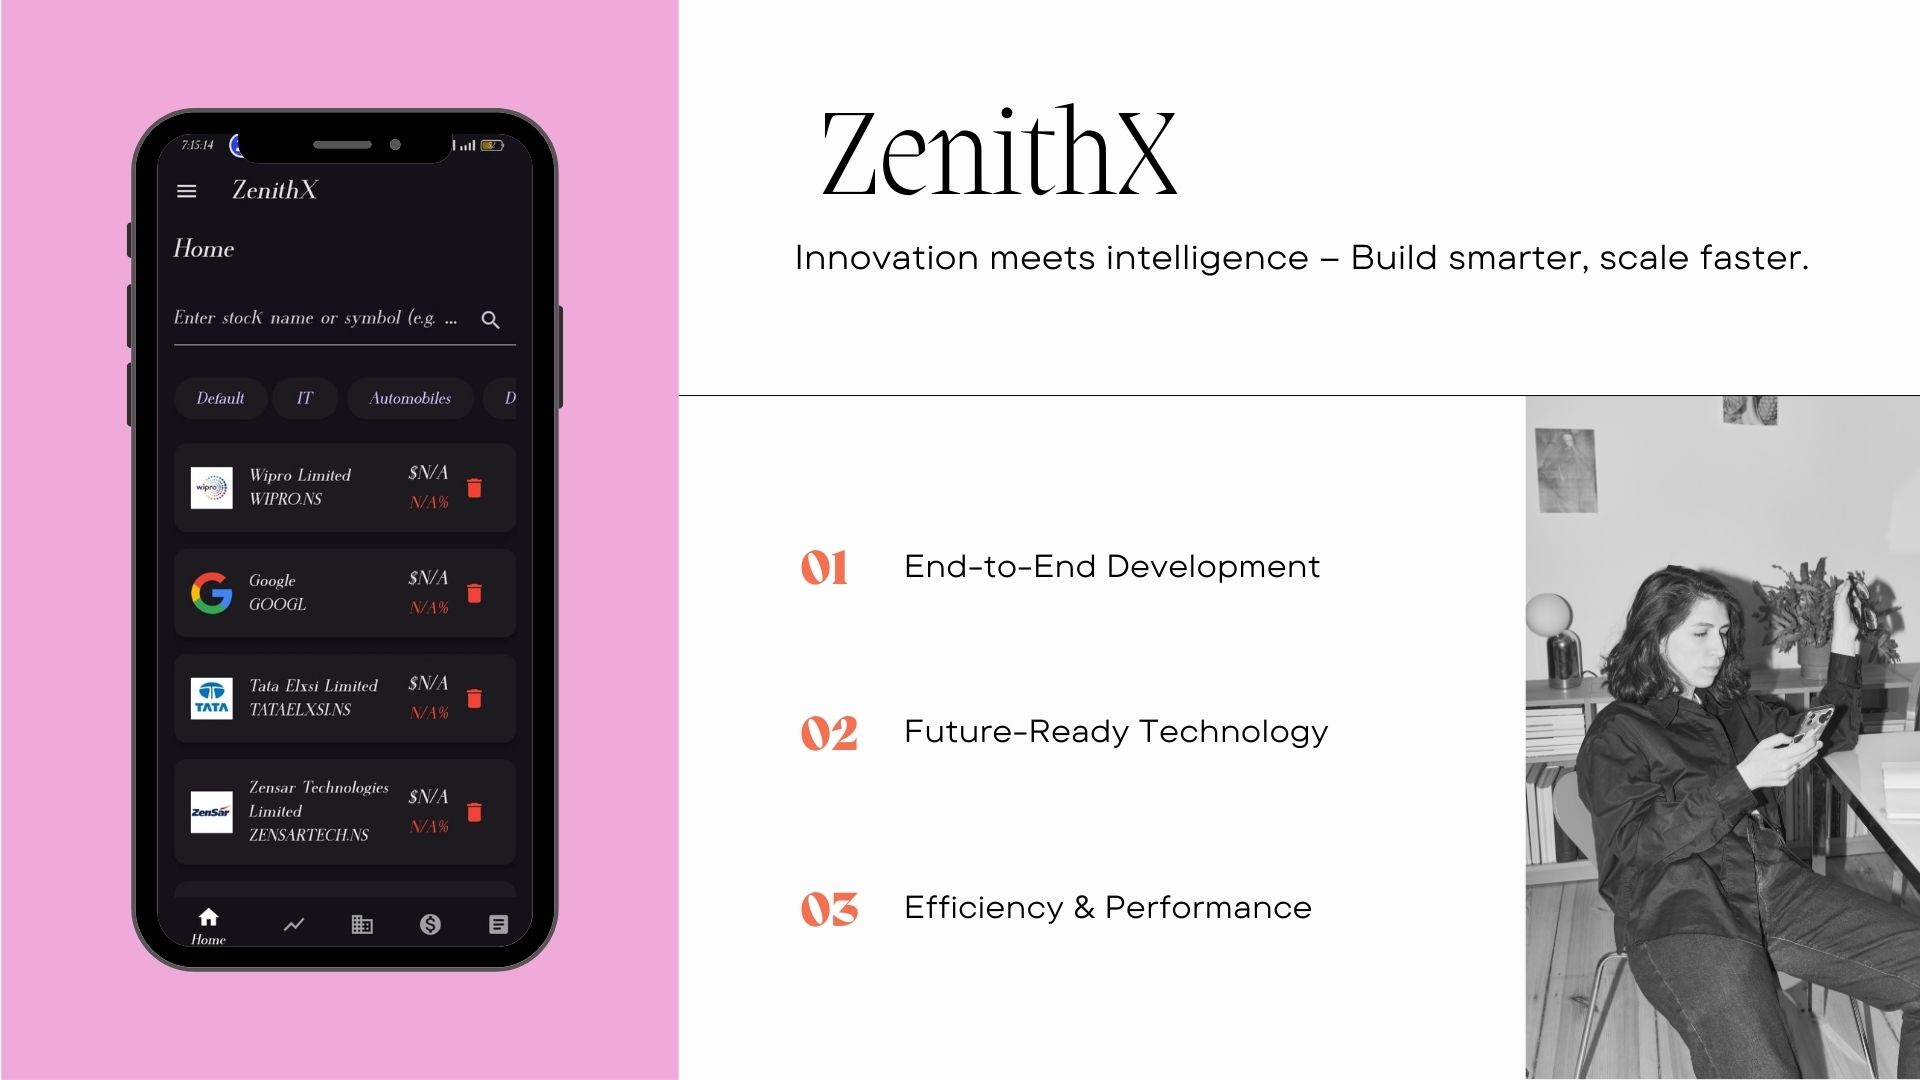 7:15:14
ZenithX
Home
Enter stock name or symbol (e.g. ...
Default
IT
Automobiles
D
Wipro Limited
WIPRO.NS
$N/A
N/A%
wipro
Google
GOOGL
$N/A
N/A%
Tata Elxsi Limited
TATAELXSI.NS
$N/A
N/A%
TATA
Zensar Technologies
Limited
ZENSARTECH.NS
$N/A
N/A%
ZenSar
Home
ZenithX
Innovation meets intelligence – Build smarter, scale faster.
01 End-to-End Development
02 Future-Ready Technology
03 Efficiency & Performance